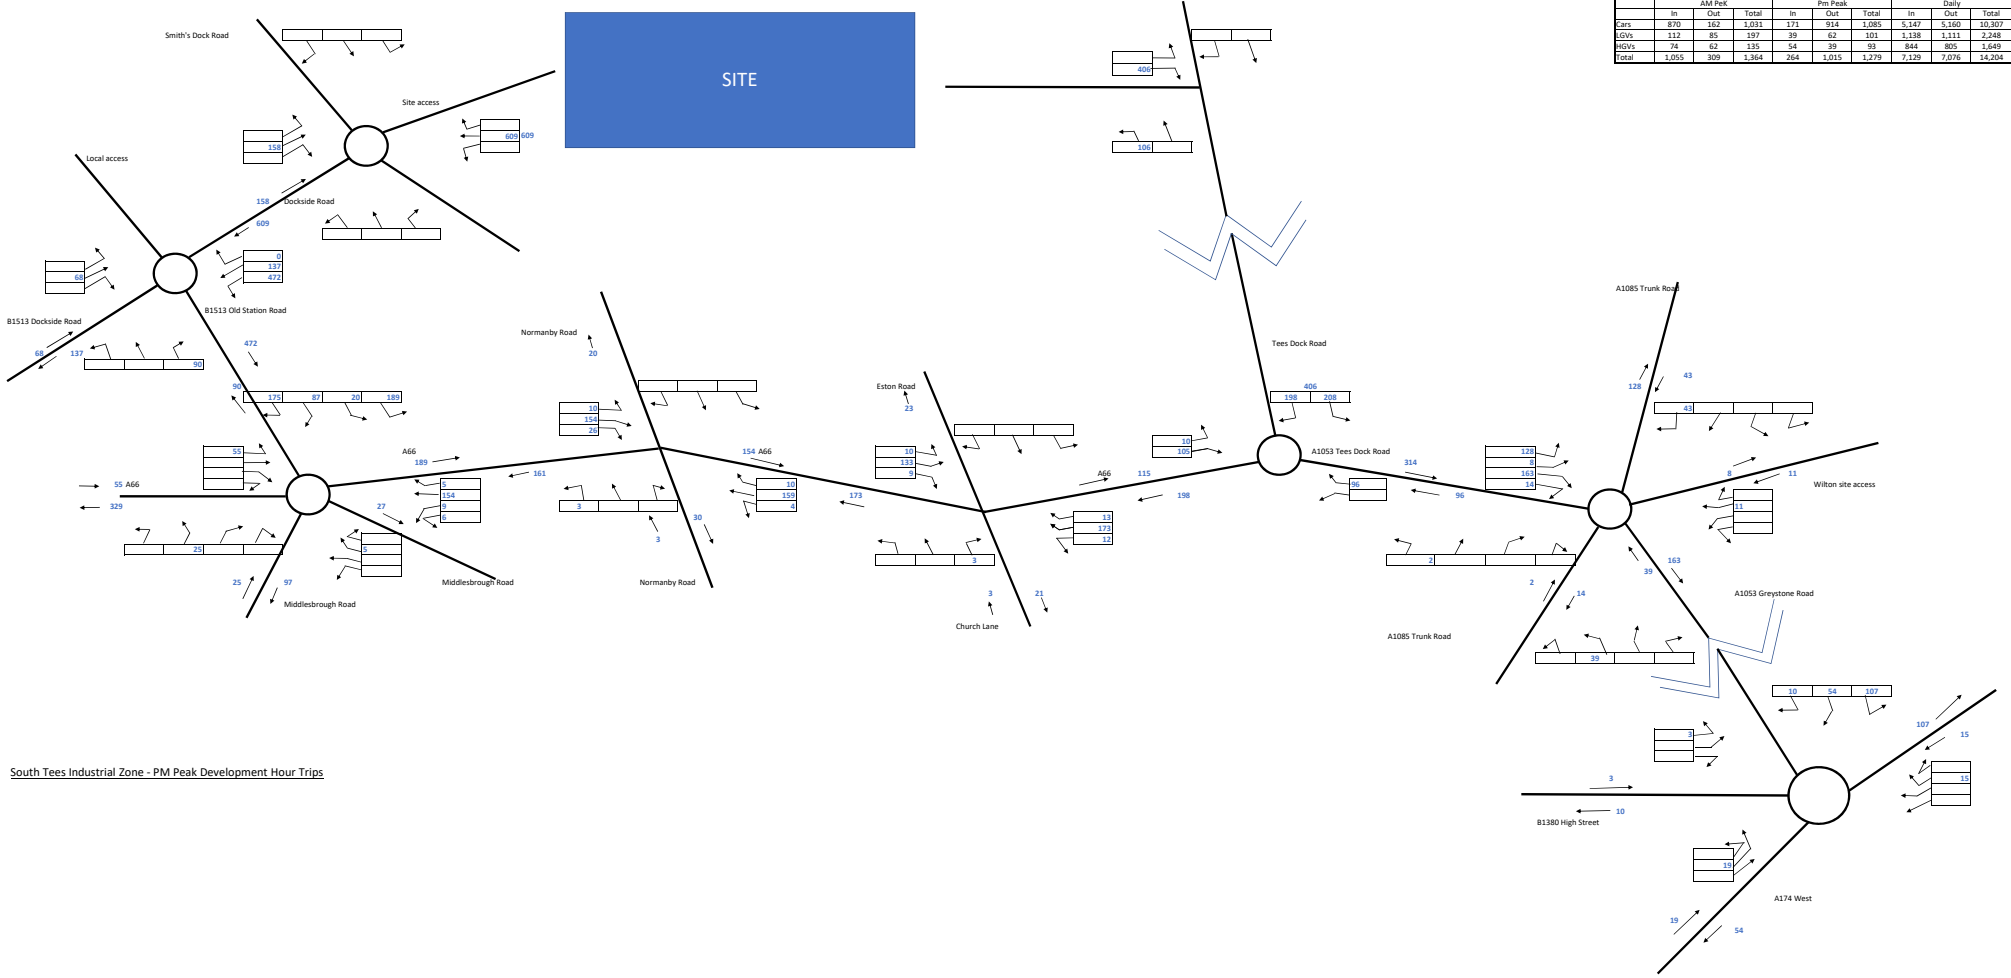 AM PeK Pm Peak Daily
In Out Total In Out Total In Out Total
Cars 870 162 1,031 171 914 1,085 5,147 5,160 10,307
LGVs 112 85 197 39 62 101 1,138 1,111 2,248
HGVs 74 62 135 54 39 93 844 805 1,649
Total 1,055 309 1,364 264 1,015 1,279 7,129 7,076 14,204
Smith's Dock Road
SITE
406
Site access
609 609
158
106
Local access
158 Dockside Road
609
0
137
472
68
B1513 Old Station Road
B1513 Dockside Road
68 137
90
472
Normanby Road
20
Tees Dock Road
A1085 Trunk Road
128
43
43
90
175 87 20 189
Eston Road
23
406
198 208
10
154
26
55
A66
189
161
154 A66
10
133
9
10
105
A1053 Tees Dock Road
314
96
96
128
8
163
14
8
11
Wilton site access
11
55 A66
329
5
154
9
6
10
159
4
173
A66 115
198
27
3
30
13
173
12
25
5
3
3
2
25 97
Middlesbrough Road
Middlesbrough Road
Normanby Road
3 21
Church Lane
2
14
39
163
A1053 Greystone Road
A1085 Trunk Road
39
10 54 107
107
15
3
15
South Tees Industrial Zone - PM Peak Development Hour Trips
3
10
B1380 High Street
19
A174 West
19
54